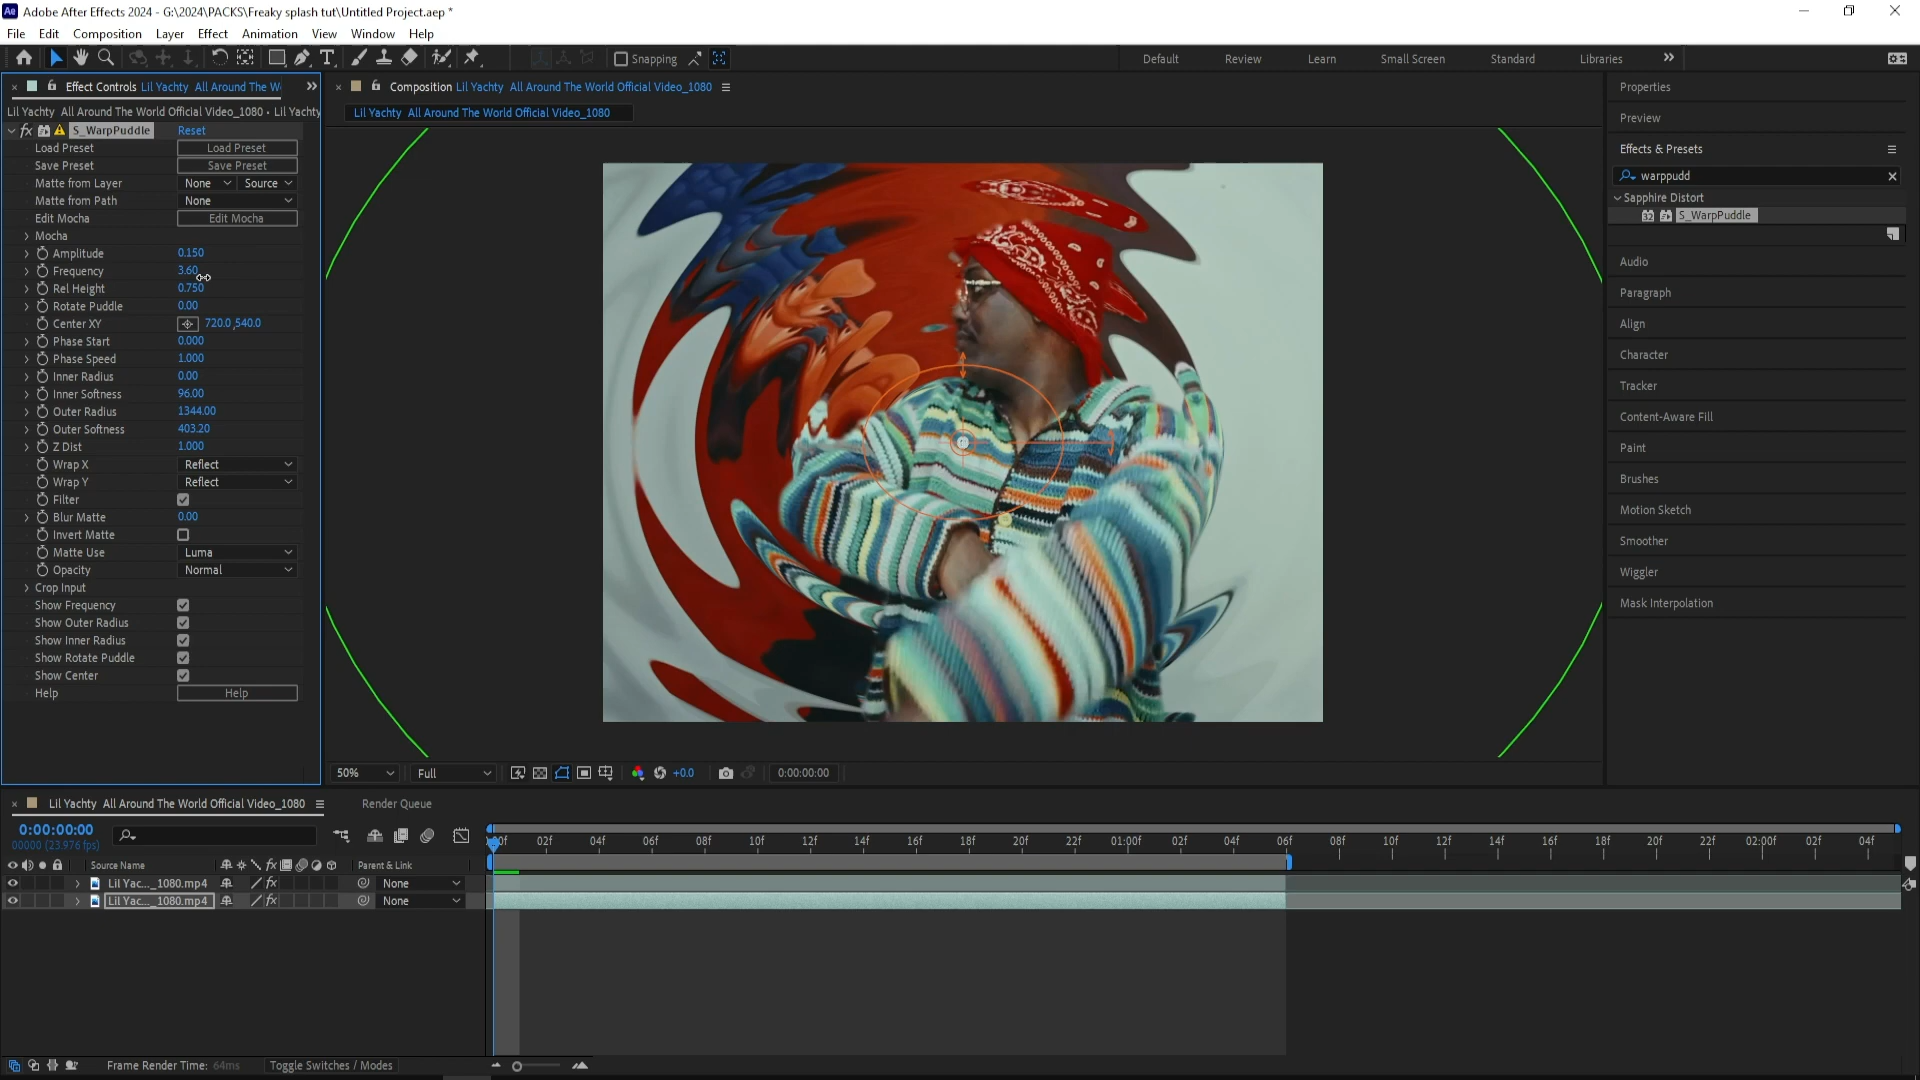 Adobe After Effects 2024 - G:\2024\PACKS\Freaky splash tut\Untitled Project.aep *
File Edit Composition Layer Effect Animation View Window Help
Snapping
Default Review Learn Small Screen Standard Libraries
Effect Controls Lil Yachty All Around The W
Composition Lil Yachty All Around The World Official Video_1080
Properties
Lil Yachty All Around The World Official Video_1080 • Lil Yachty
Lil Yachty All Around The World Official Video_1080
Preview
fx S_WarpPuddle Reset
Load Preset Load Preset
Save Preset Save Preset
Matte from Layer None Source
Matte from Path None
Edit Mocha Edit Mocha
Mocha
Amplitude 0.150
Frequency 3.60
Rel Height 0.750
Rotate Puddle 0.00
Center XY 720.0,540.0
Phase Start 0.000
Phase Speed 1.000
Inner Radius 0.00
Inner Softness 96.00
Outer Radius 1344.00
Outer Softness 403.20
Z Dist 1.000
Wrap X Reflect
Wrap Y Reflect
Filter
Blur Matte 0.00
Invert Matte
Matte Use Luma
Opacity Normal
Crop Input
Show Frequency
Show Outer Radius
Show Inner Radius
Show Rotate Puddle
Show Center
Help Help
Effects & Presets
warppudd
Sapphire Distort
32 S_WarpPuddle
Audio
Paragraph
Align
Character
Tracker
Content-Aware Fill
Paint
Brushes
Motion Sketch
Smoother
Wiggler
Mask Interpolation
50% Full +0.0 0:00:00:00
Lil Yachty All Around The World Official Video_1080 Render Queue
0:00:00:00
00000 (23.976 fps)
:00f 02f 04f 06f 08f 10f 12f 14f 16f 18f 20f 22f 01:00f 02f 04f 06f 08f 10f 12f 14f 16f 18f 20f 22f 02:00f 02f 04f
Source Name fx Parent & Link
Lil Yac..._1080.mp4 fx None
Lil Yac..._1080.mp4 fx None
Frame Render Time: 64ms Toggle Switches / Modes